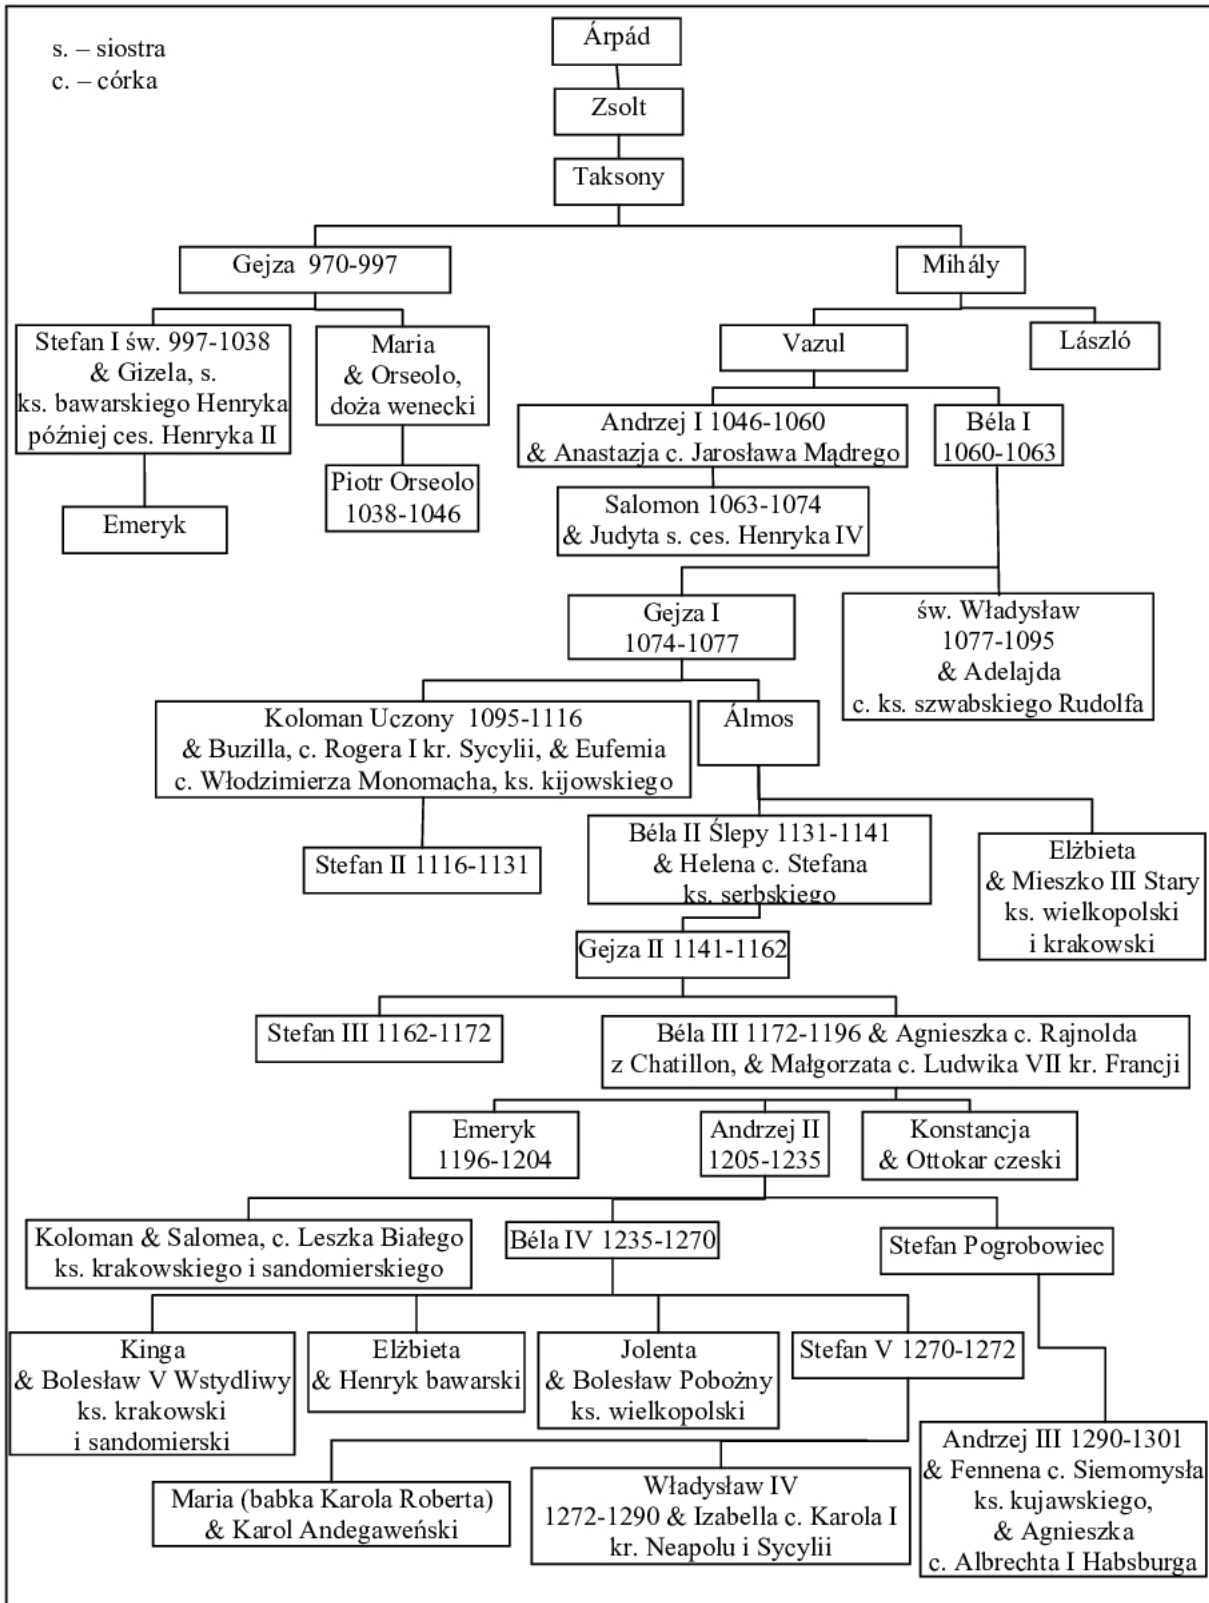 s. – siostra
c. – córka
Árpád
Zsolt
Taksony
Gejza 970-997
Mihály
Stefan I św. 997-1038
& Gizela, s.
ks. bawarskiego Henryka
później ces. Henryka II
Maria
& Orseolo,
doża wenecki
Vazul
László
Andrzej I 1046-1060
& Anastazja c. Jarosława Mądrego
Béla I
1060-1063
Emeryk
Piotr Orseolo
1038-1046
Salomon 1063-1074
& Judyta s. ces. Henryka IV
Gejza I
1074-1077
św. Władysław
1077-1095
& Adelajda
c. ks. szwabskiego Rudolfa
Koloman Uczony 1095-1116
& Buzilla, c. Rogera I kr. Sycylii, & Eufemia
c. Włodzimierza Monomacha, ks. kijowskiego
Álmos
Stefan II 1116-1131
Béla II Ślepy 1131-1141
& Helena c. Stefana
ks. serbskiego
Elżbieta
& Mieszko III Stary
ks. wielkopolski
i krakowski
Gejza II 1141-1162
Stefan III 1162-1172
Béla III 1172-1196 & Agnieszka c. Rajnolda
z Chatillon, & Małgorzata c. Ludwika VII kr. Francji
Emeryk
1196-1204
Andrzej II
1205-1235
Konstancja
& Ottokar czeski
Koloman & Salomea, c. Leszka Białego
ks. krakowskiego i sandomierskiego
Béla IV 1235-1270
Stefan Pogrobowiec
Kinga
& Bolesław V Wstydliwy
ks. krakowski
i sandomierski
Elżbieta
& Henryk bawarski
Jolenta
& Bolesław Pobożny
ks. wielkopolski
Stefan V 1270-1272
Maria (babka Karola Roberta)
& Karol Andegaweński
Władysław IV
1272-1290 & Izabella c. Karola I
kr. Neapolu i Sycylii
Andrzej III 1290-1301
& Fennena c. Siemomysła
ks. kujawskiego,
& Agnieszka
c. Albrechta I Habsburga